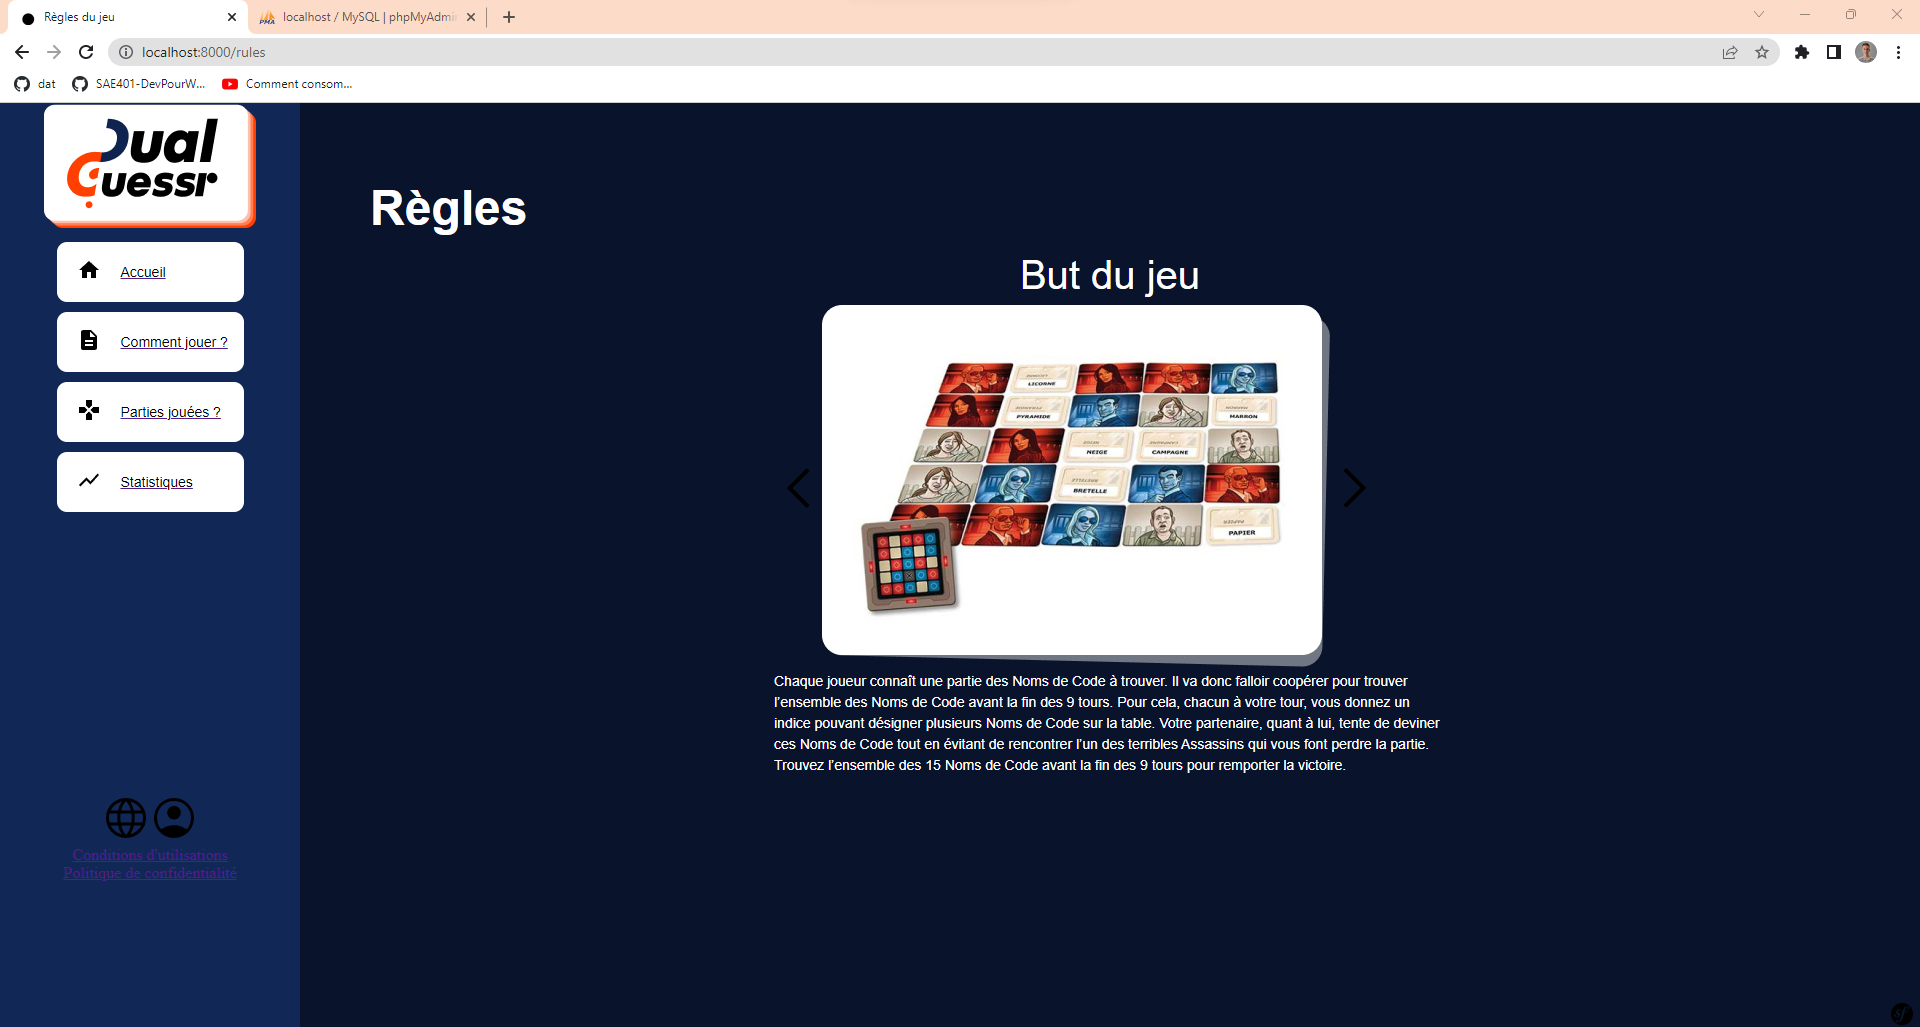 Règles du jeu
localhost / MySQL | phpMyAdmin
localhost:8000/rules
dat
SAE401-DevPourW...
Comment consom...
Dual
Guessr
Accueil
Comment jouer ?
Parties jouées ?
Statistiques
Conditions d'utilisations
Politique de confidentialité
Règles
But du jeu
LICORNE
PYRAMIDE
MARRON
NEIGE
CAMPAGNE
BRETELLE
PAPIER
Chaque joueur connaît une partie des Noms de Code à trouver. Il va donc falloir coopérer pour trouver
l'ensemble des Noms de Code avant la fin des 9 tours. Pour cela, chacun à votre tour, vous donnez un
indice pouvant désigner plusieurs Noms de Code sur la table. Votre partenaire, quant à lui, tente de deviner
ces Noms de Code tout en évitant de rencontrer l'un des terribles Assassins qui vous font perdre la partie.
Trouvez l'ensemble des 15 Noms de Code avant la fin des 9 tours pour remporter la victoire.